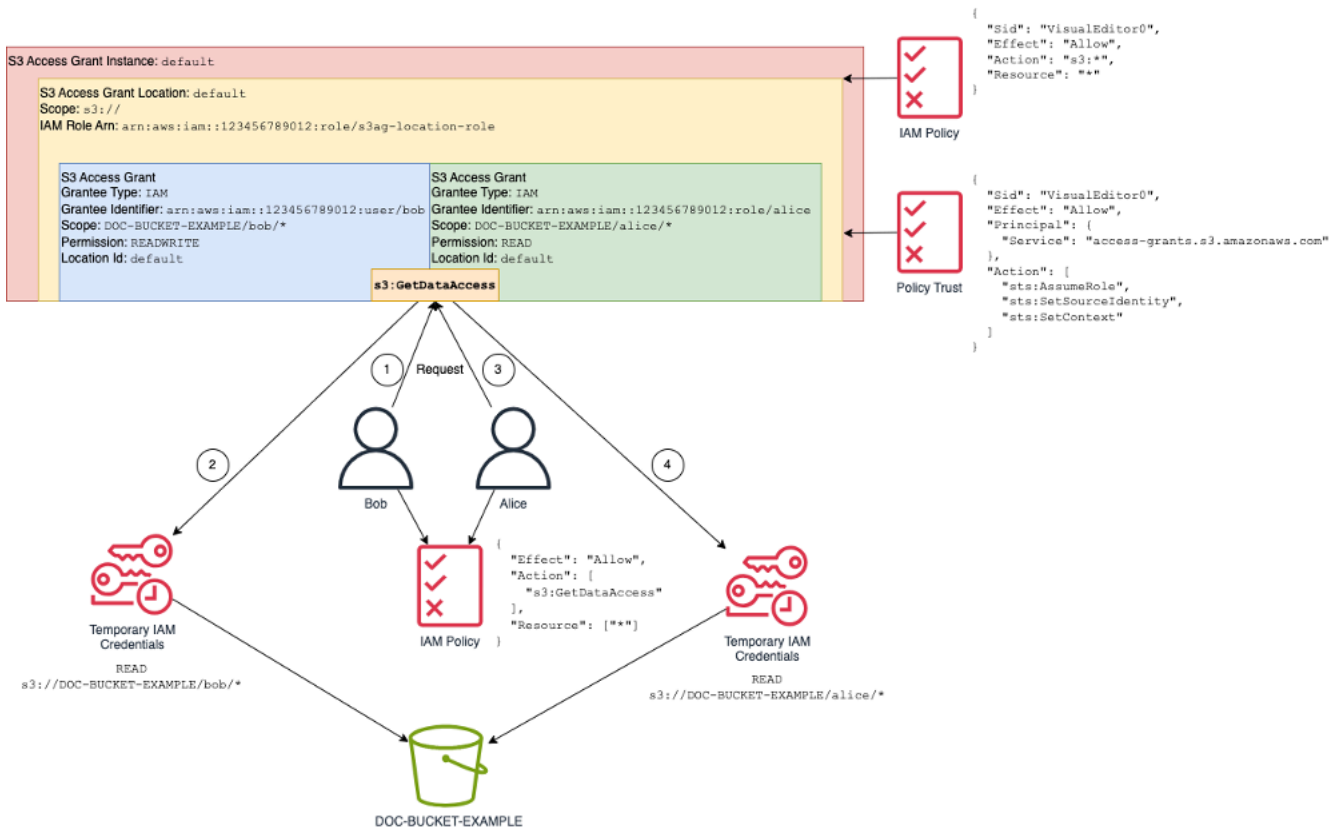 S3 Access Grant Instance: default
S3 Access Grant Location: default
Scope: s3://
IAM Role Arn: arn:aws:iam::123456789012:role/s3ag-location-role
S3 Access Grant
Grantee Type: IAM
Grantee Identifier: arn:aws:iam::123456789012:user/bob
Scope: DOC-BUCKET-EXAMPLE/bob/*
Permission: READWRITE
Location Id: default
S3 Access Grant
Grantee Type: IAM
Grantee Identifier: arn:aws:iam::123456789012:role/alice
Scope: DOC-BUCKET-EXAMPLE/alice/*
Permission: READ
Location Id: default
s3:GetDataAccess
{
"Sid": "VisualEditor0",
"Effect": "Allow",
"Action": "s3:*",
"Resource": "*"
}
IAM Policy
{
"Sid": "VisualEditor0",
"Effect": "Allow",
"Principal": {
"Service": "access-grants.s3.amazonaws.com"
},
"Action": [
"sts:AssumeRole",
"sts:SetSourceIdentity",
"sts:SetContext"
]
}
Policy Trust
1
Request
3
2
4
Bob
Alice
{
"Effect": "Allow",
"Action": [
"s3:GetDataAccess"
],
"Resource": ["*"]
}
IAM Policy
Temporary IAM
Credentials
READ
s3://DOC-BUCKET-EXAMPLE/bob/*
Temporary IAM
Credentials
READ
s3://DOC-BUCKET-EXAMPLE/alice/*
DOC-BUCKET-EXAMPLE